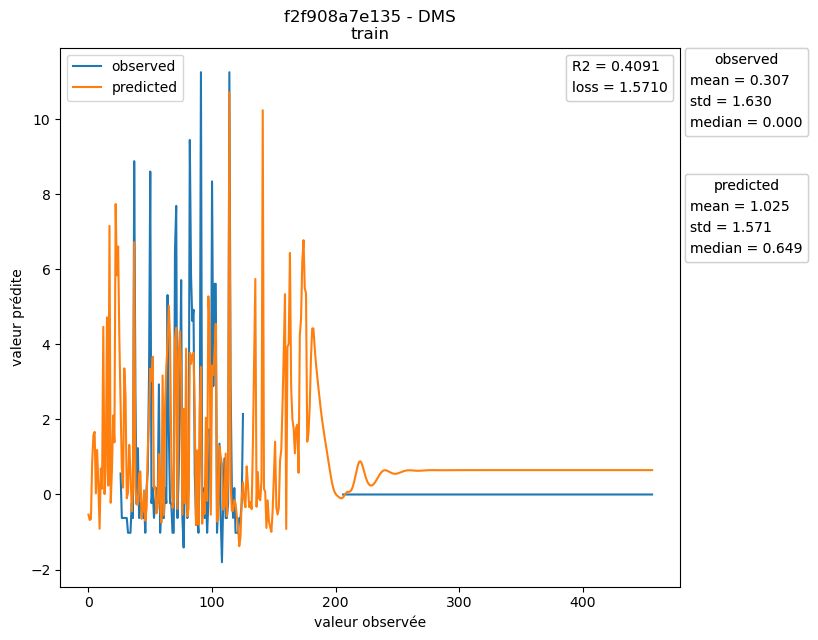 f2f908a7e135 - DMS
train
observed
predicted
R2 = 0.4091
loss = 1.5710
observed
mean = 0.307
std = 1.630
median = 0.000
predicted
mean = 1.025
std = 1.571
median = 0.649
valeur prédite
10
8
6
4
2
0
−2
0
100
200
300
400
valeur observée